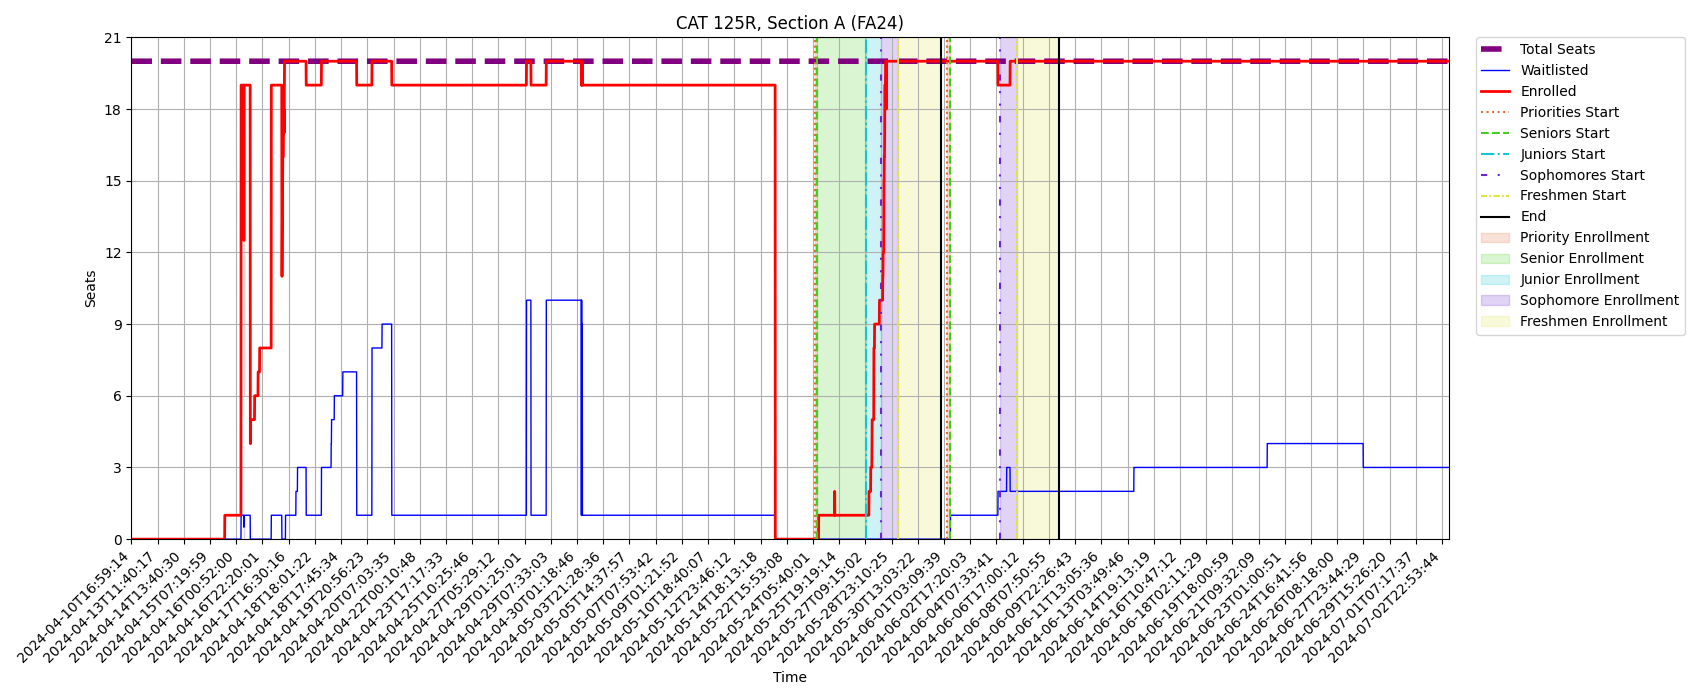 CAT 125R, Section A (FA24)
Seats
21
18
15
12
9
6
3
0
2024-04-10T16:59:14
2024-04-13T11:40:17
2024-04-14T13:40:30
2024-04-15T07:19:59
2024-04-16T00:52:00
2024-04-16T22:20:01
2024-04-17T16:30:16
2024-04-18T18:01:22
2024-04-18T17:45:34
2024-04-19T20:56:23
2024-04-20T07:03:35
2024-04-22T00:10:48
2024-04-23T17:17:33
2024-04-25T10:25:46
2024-04-27T05:29:12
2024-04-29T01:25:01
2024-04-29T07:33:03
2024-04-30T01:18:46
2024-05-03T21:28:36
2024-05-05T14:37:57
2024-05-07T07:53:42
2024-05-09T01:21:52
2024-05-10T18:40:07
2024-05-12T23:46:12
2024-05-14T18:13:18
2024-05-22T15:53:08
2024-05-24T05:40:01
2024-05-25T19:19:14
2024-05-27T09:15:02
2024-05-28T23:10:25
2024-05-30T13:03:22
2024-06-01T03:09:39
2024-06-02T17:20:03
2024-06-04T07:33:41
2024-06-06T17:00:12
2024-06-08T07:50:55
2024-06-09T22:26:43
2024-06-11T13:05:36
2024-06-13T03:49:46
2024-06-14T19:13:19
2024-06-16T10:47:12
2024-06-18T02:11:29
2024-06-19T18:00:59
2024-06-21T09:32:09
2024-06-23T01:00:51
2024-06-24T16:41:56
2024-06-26T08:18:00
2024-06-27T23:44:29
2024-06-29T15:26:20
2024-07-01T07:17:37
2024-07-02T22:53:44
Time
Total Seats
Waitlisted
Enrolled
Priorities Start
Seniors Start
Juniors Start
Sophomores Start
Freshmen Start
End
Priority Enrollment
Senior Enrollment
Junior Enrollment
Sophomore Enrollment
Freshmen Enrollment